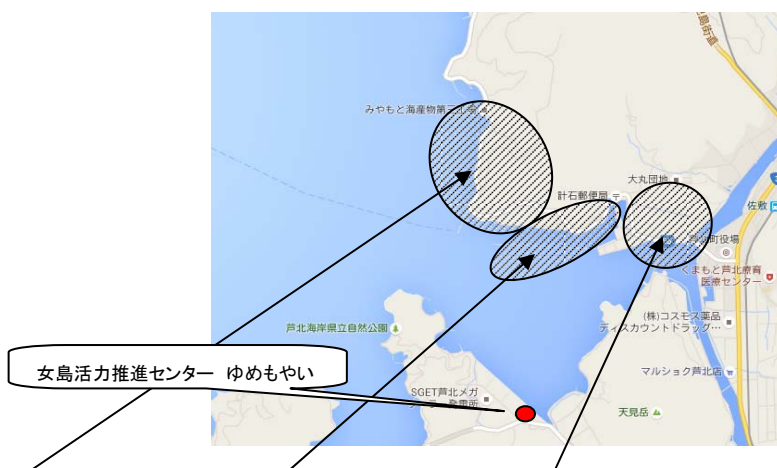 みやもと海産物第二工場
大丸団地
計石郵便局
佐敷
くまもと芦北療育
医療センター
(株)コスモス薬品
ディスカウントドラッグ…
芦北海岸県立自然公園
マルショク芦北店
女島活力推進センター ゆめもやい
SGET芦北メガ
天見岳